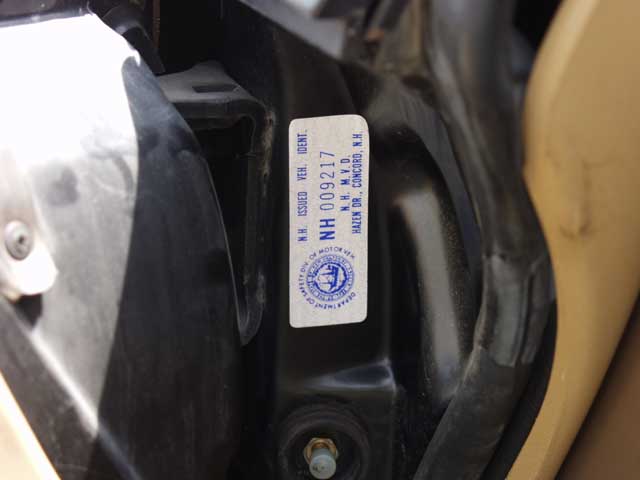 N.H. ISSUED VEH. IDENT.
NH 009217
N.H. M.V.D.
HAZEN DR., CONCORD, N.H.
DEPARTMENT OF SAFETY DIV. OF MOTOR VEH